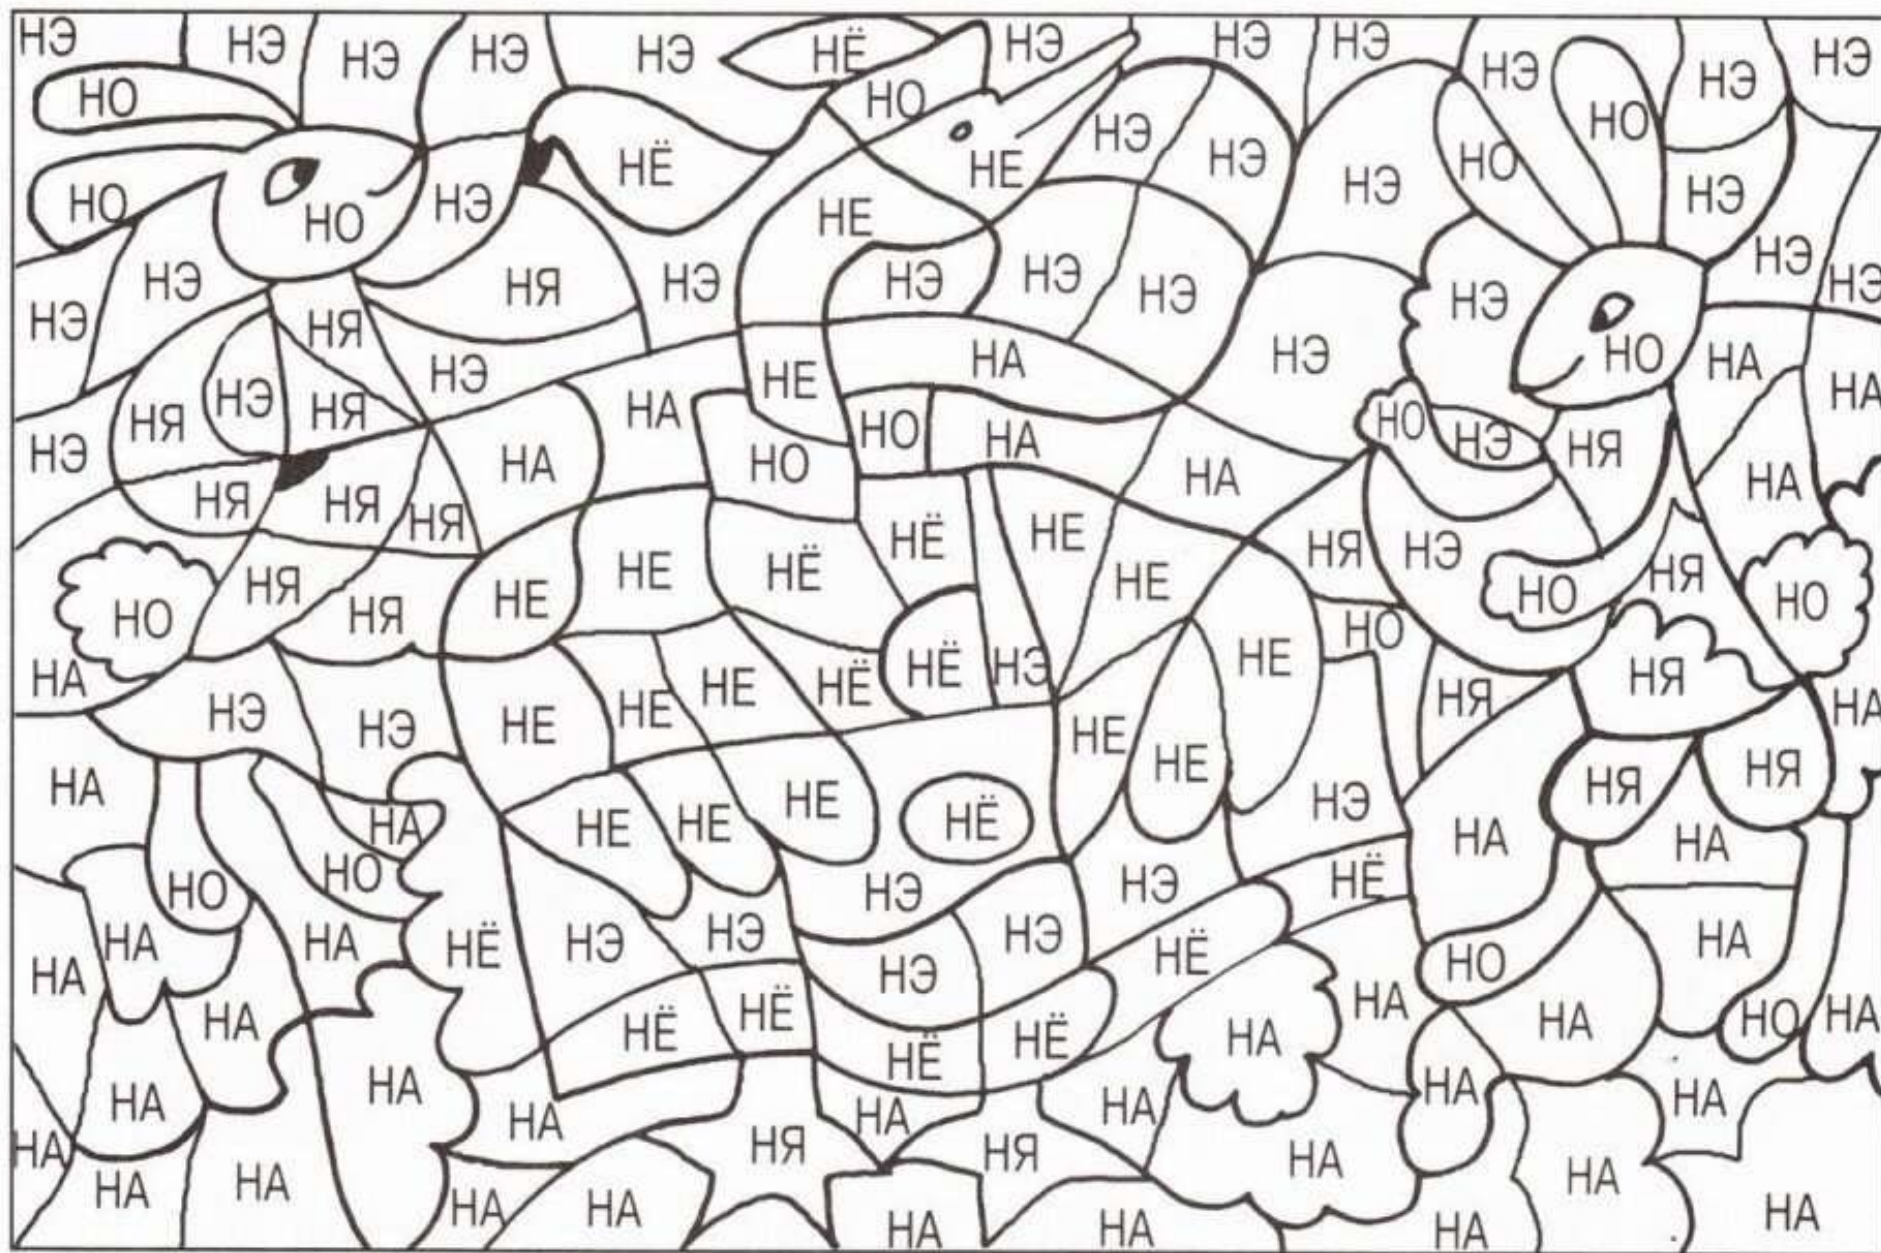 НЭ НЭ НЭ НЭ НЭ НЁ НЭ НЭ НЭ НЭ НЭ НЭ
НО НО НЭ НЭ НО НО
НО НО НЭ НЁ НЕ НЕ НЭ НЭ НЭ
НЭ НЭ НЯ НЭ НЭ НЭ НЭ НЭ НЭ НЭ
НЯ НЭ НЕ НА НЭ НО НА НА
НЯ НЭ НЯ НА НО НА НО НЭ НЯ
НЭ НА НО НА НА
НЯ НЯ НЯ НЁ НЕ НЯ НЭ
НО НЯ НЯ НЕ НЕ НЁ НЕ НО НЯ НО
НА НЕ НЕ НЁ НЁ НЭ НЕ НО НЯ НЯ НА
НЭ НЭ НЕ НЕ НЕ НЕ НЯ НЯ
НА НА НЕ НЕ НЕ НЁ НЭ НА НА
НО НО НЭ НЭ НЁ
НА НА НА НЁ НЭ НЭ НЭ НЭ НЁ НО НА
НА НЁ НЁ НЁ НЁ НА НА НА НО НА
НА НА НА НА НА НА НА
НА НА НА НЯ НЯ НА НА
НА НА НА НА НА НА